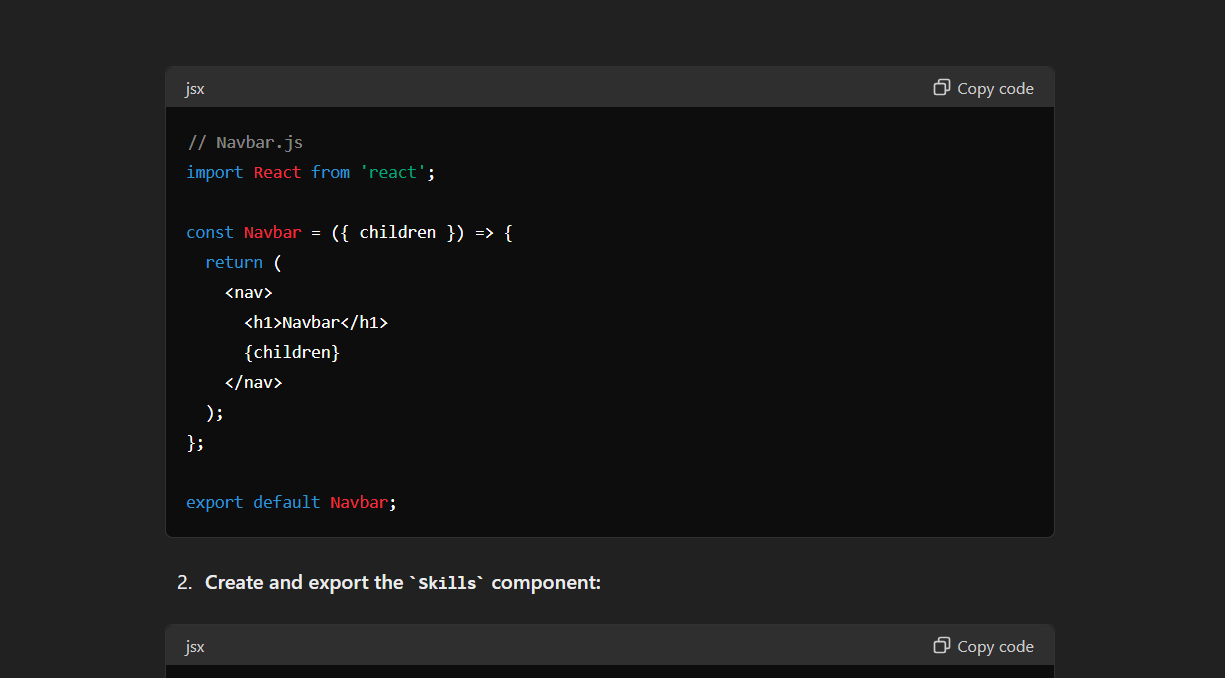 jsx
Copy code
// Navbar.js
import React from 'react';
const Navbar = ({ children }) => {
  return (
    <nav>
      <h1>Navbar</h1>
      {children}
    </nav>
  );
};
export default Navbar;
2. Create and export the `Skills` component:
jsx
Copy code